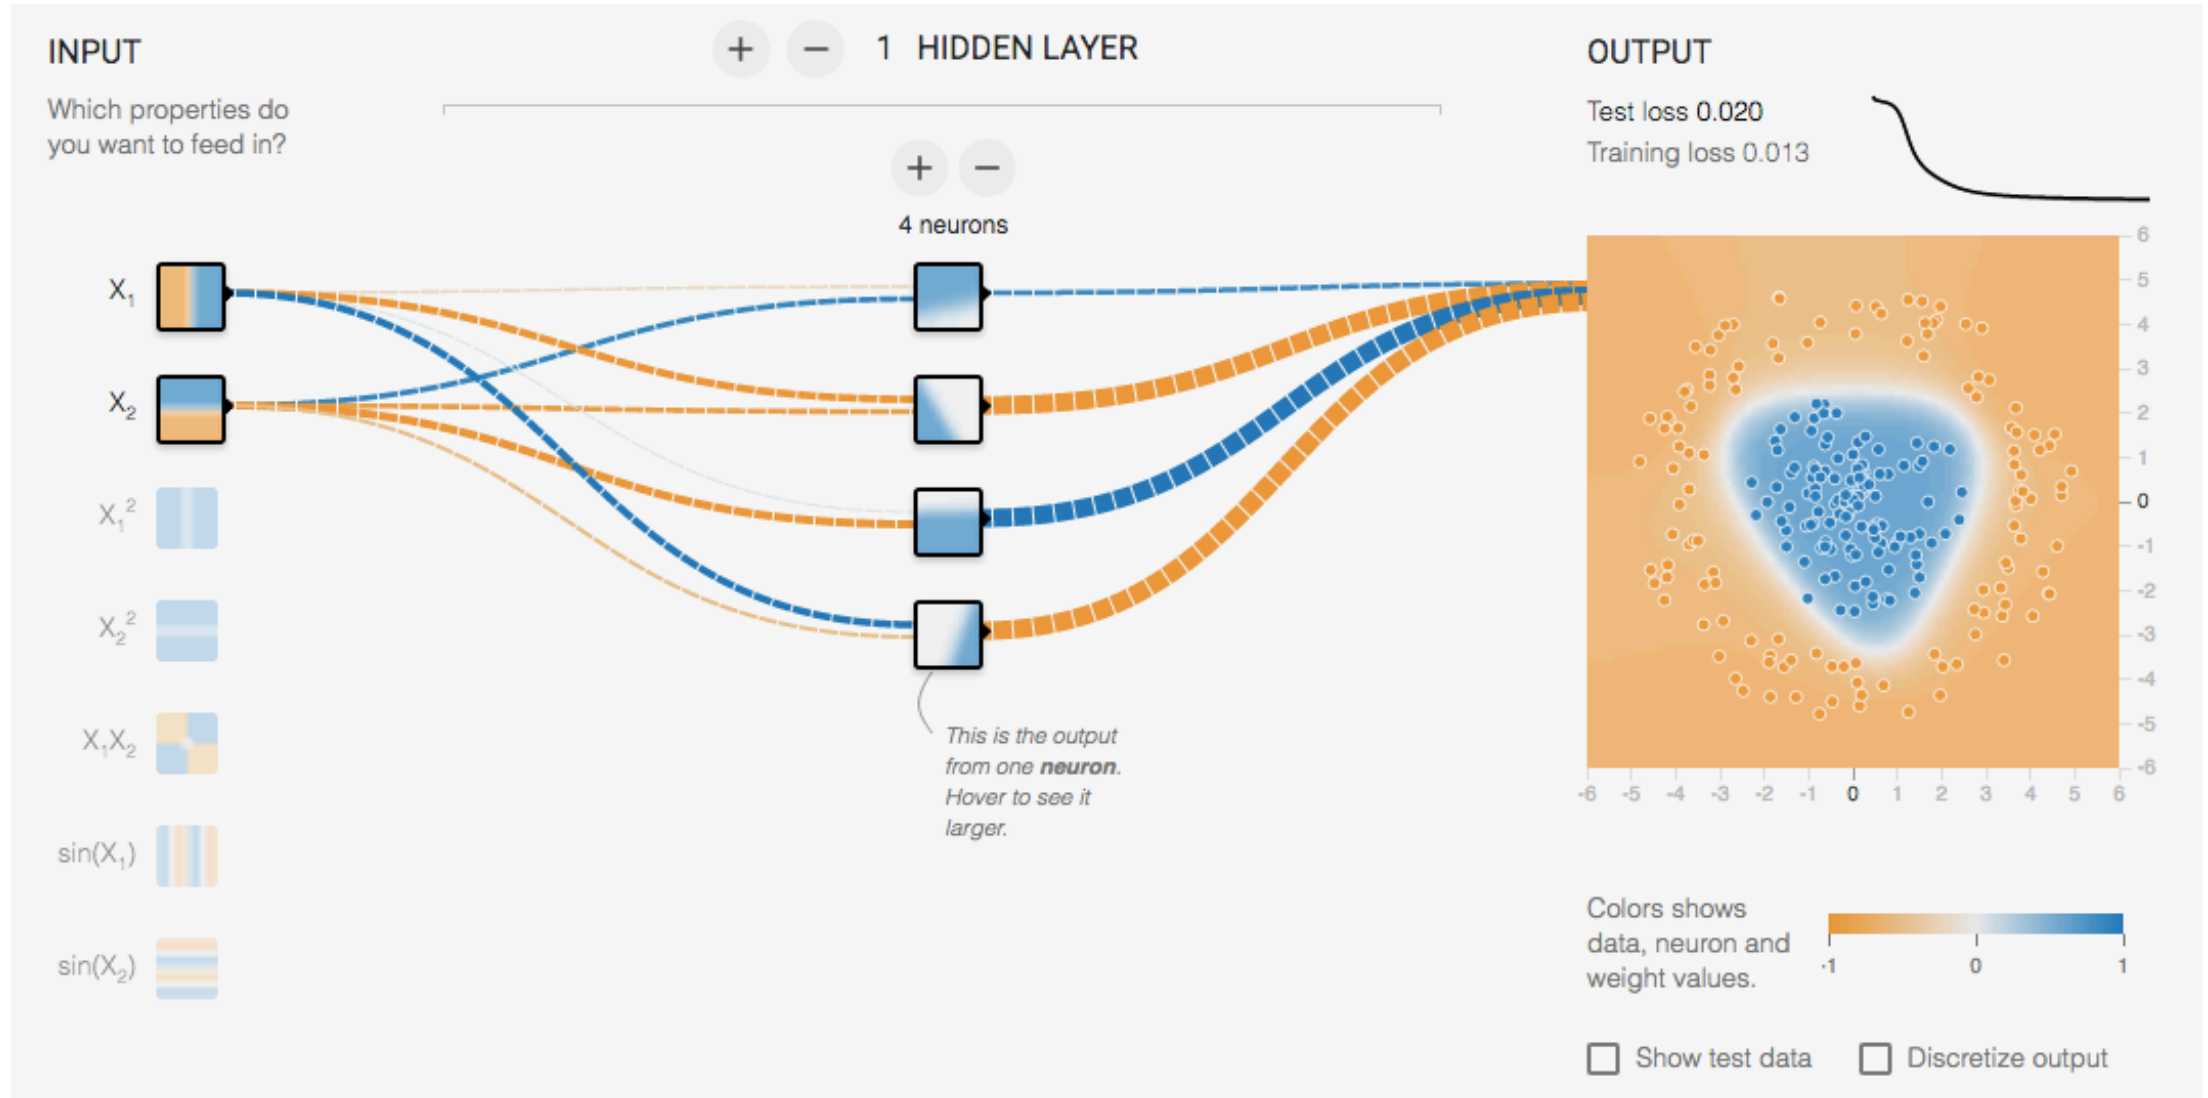 INPUT
Which properties do
you want to feed in?
+ − 1 HIDDEN LAYER
+ −
4 neurons
X₁
X₂
X₁²
X₂²
X₁X₂
sin(X₁)
sin(X₂)
This is the output
from one neuron.
Hover to see it
larger.
OUTPUT
Test loss 0.020
Training loss 0.013
6
5
4
3
2
1
0
-1
-2
-3
-4
-5
-6
-6 -5 -4 -3 -2 -1 0 1 2 3 4 5 6
Colors shows
data, neuron and
weight values.
-1 0 1
Show test data Discretize output